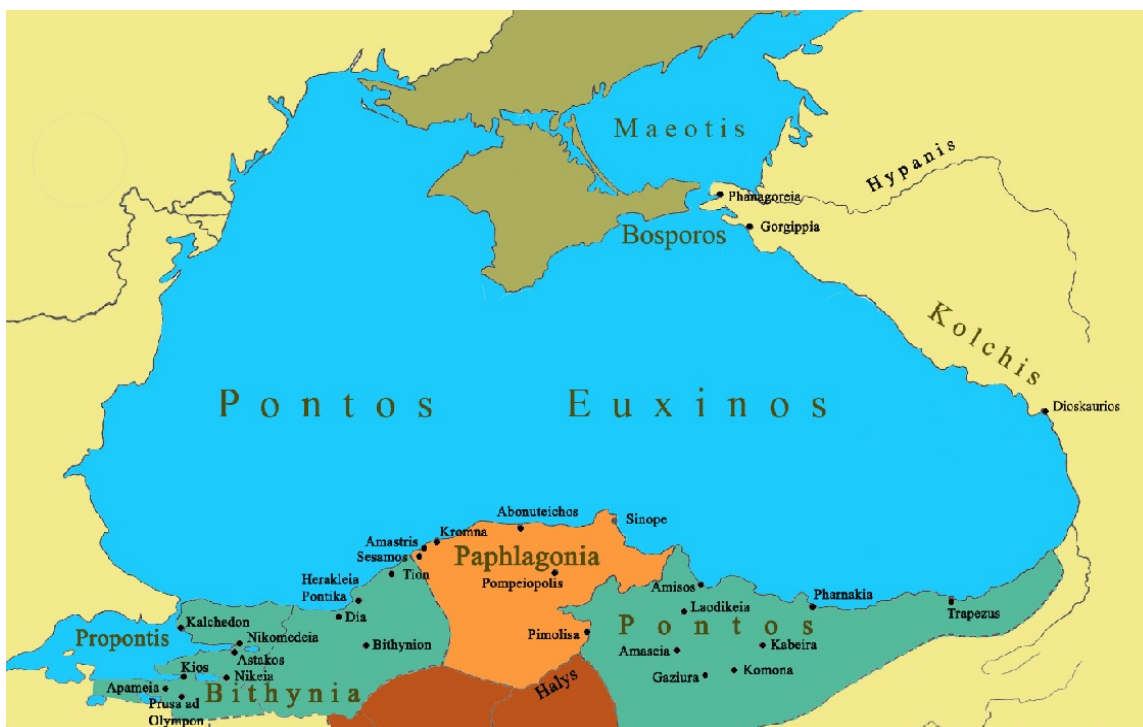 Maeotis
Hypanis
Phanagoreia
Gorgippia
Bosporos
Kolchis
Pontos Euxinos
Dioskaurios
Abonuteichos
Sinope
Kromna
Amastris
Sesamos
Paphlagonia
Tion
Pompeiopolis
Herakleia
Pontika
Amisos
Pharnakia
Trapezus
Laodikeia
Dia
Kalchedon
Propontis
Pontos
Pimolisa
Nikomedeia
Bithynion
Kabeira
Astakos
Amaseia
Kios
Nikeia
Halys
Gaziura
Komona
Apameia
Bithynia
Prusa ad
Olympon